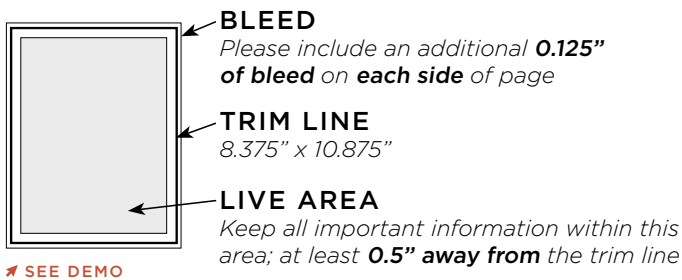 BLEED
Please include an additional 0.125”
of bleed on each side of page
TRIM LINE
8.375” x 10.875”
LIVE AREA
Keep all important information within this
area; at least 0.5” away from the trim line
SEE DEMO